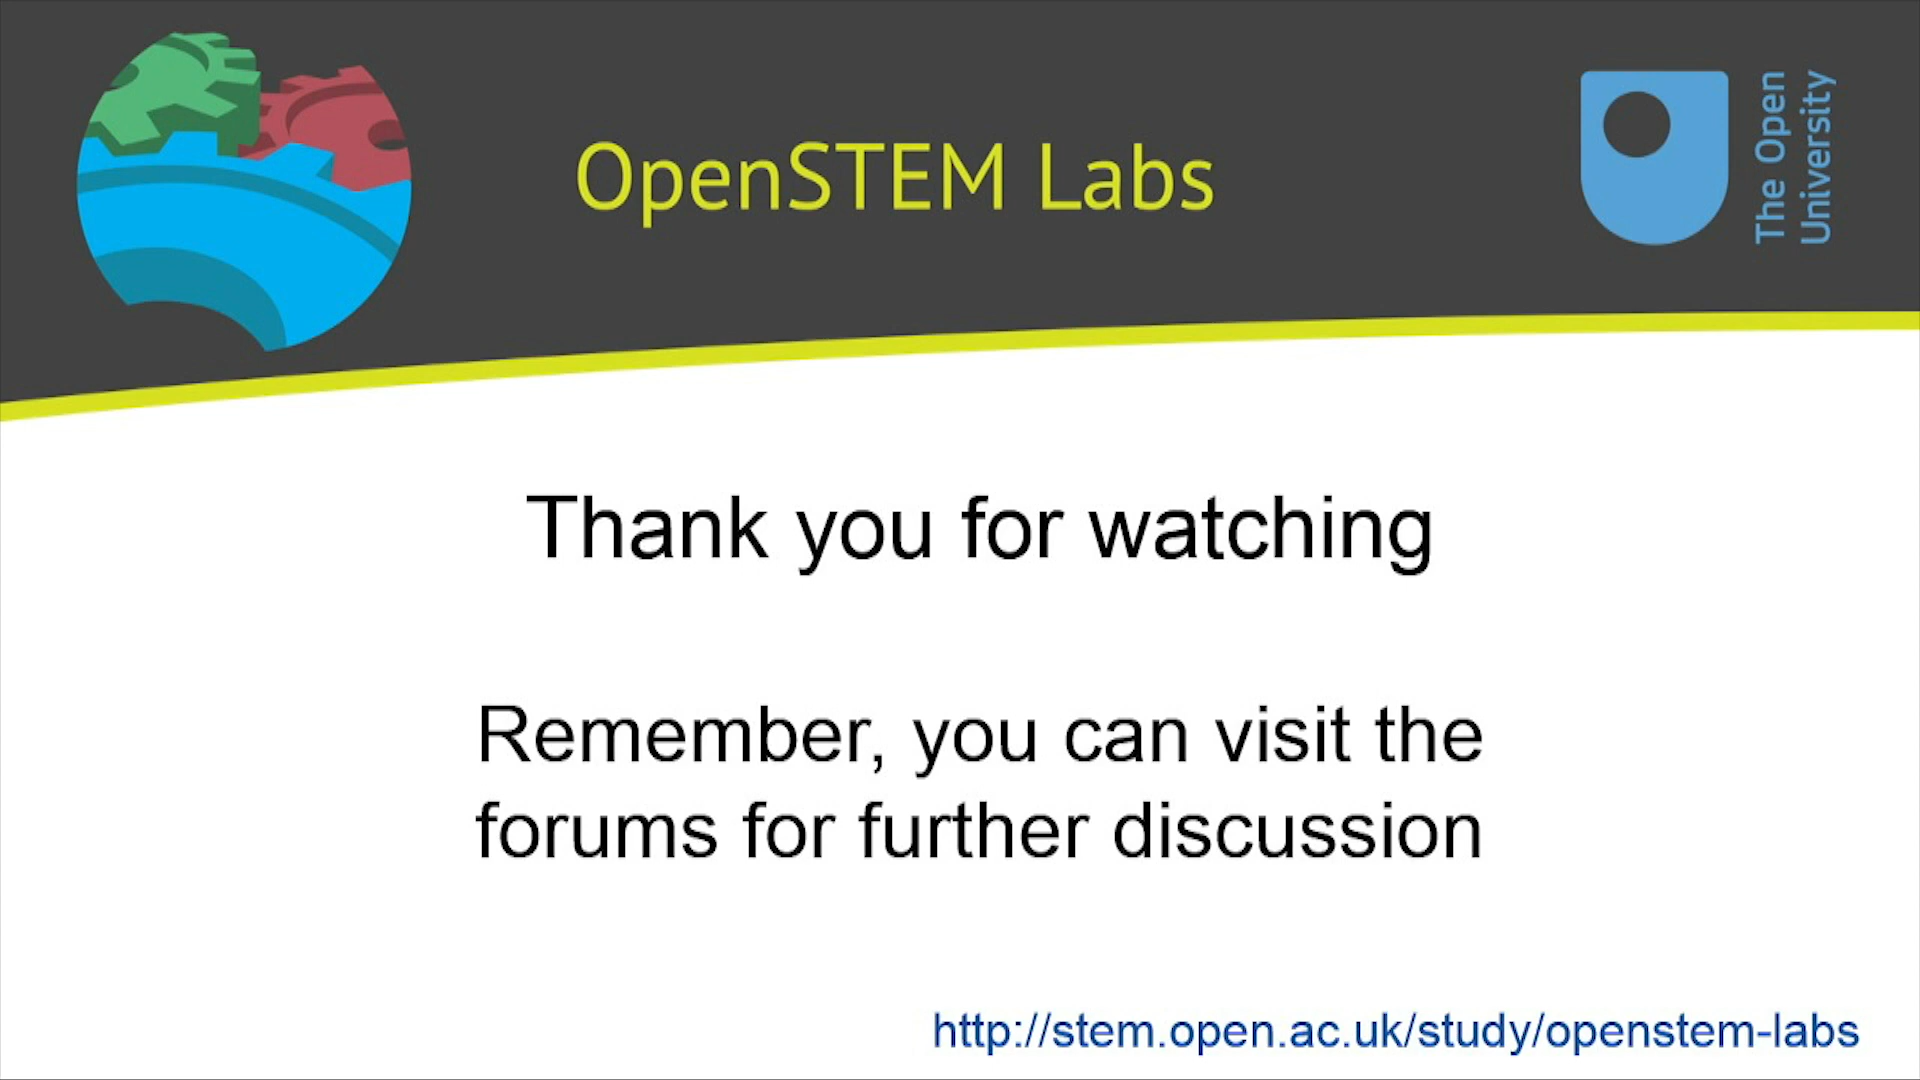 OpenSTEM Labs
The Open
University
Thank you for watching
Remember, you can visit the
forums for further discussion
http://stem.open.ac.uk/study/openstem-labs